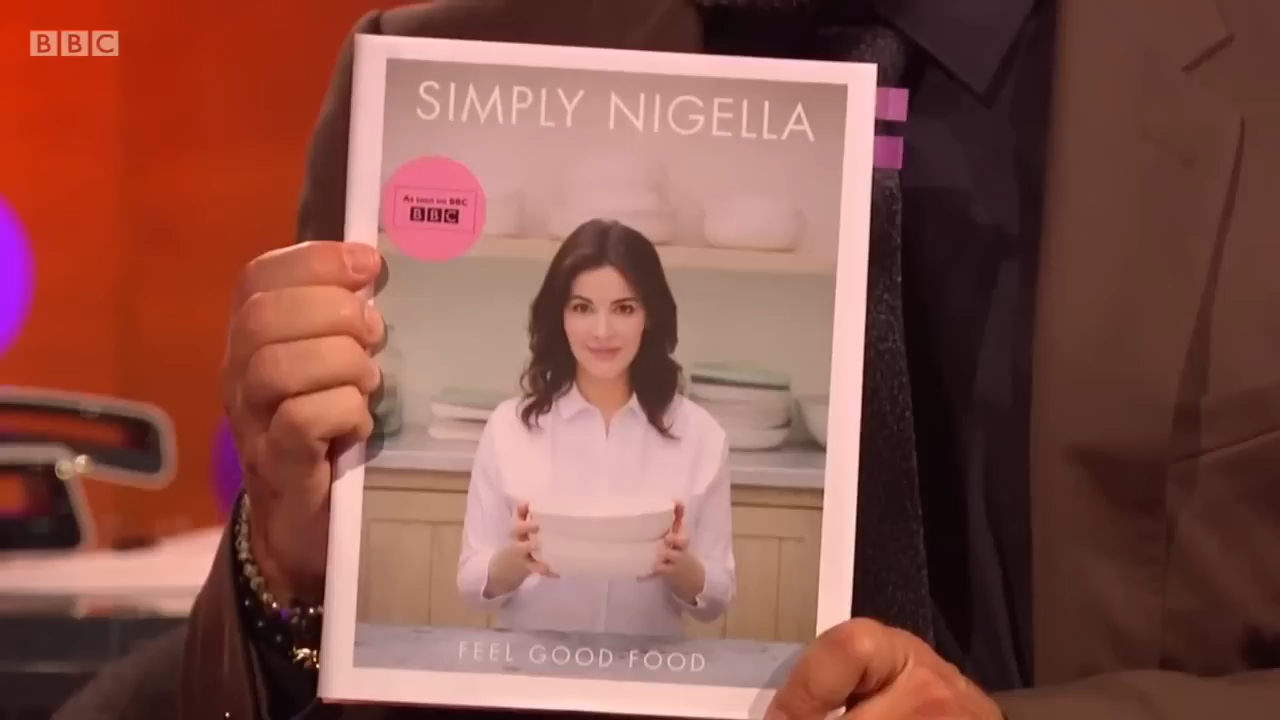 BBC
SIMPLY NIGELLA
As seen on BBC
BBC
FEEL GOOD FOOD